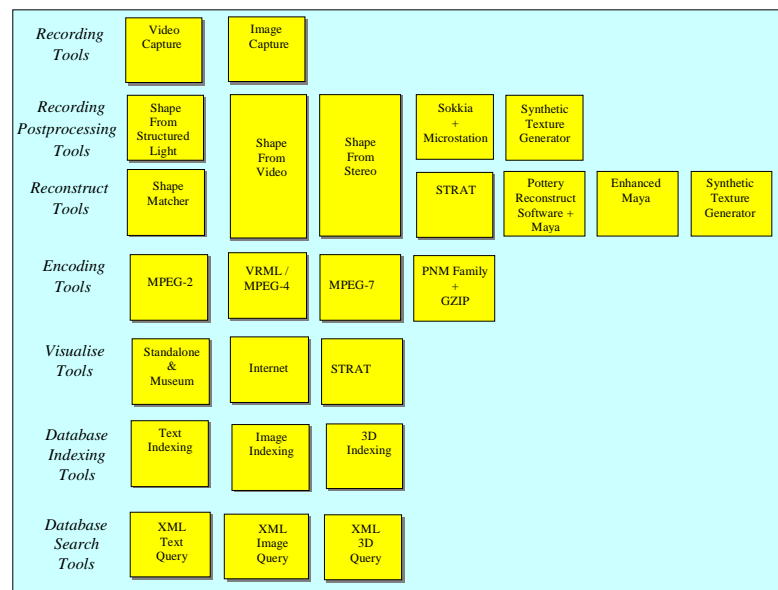 Recording
Tools
Video
Capture
Image
Capture
Recording
Postprocessing
Tools
Shape
From
Structured
Light
Shape
From
Video
Shape
From
Stereo
Sokkia
+
Microstation
Synthetic
Texture
Generator
Reconstruct
Tools
Shape
Matcher
STRAT
Pottery
Reconstruct
Software +
Maya
Enhanced
Maya
Synthetic
Texture
Generator
Encoding
Tools
MPEG-2
VRML /
MPEG-4
MPEG-7
PNM Family
+
GZIP
Visualise
Tools
Standalone
&
Museum
Internet
STRAT
Database
Indexing
Tools
Text
Indexing
Image
Indexing
3D
Indexing
Database
Search
Tools
XML
Text
Query
XML
Image
Query
XML
3D
Query